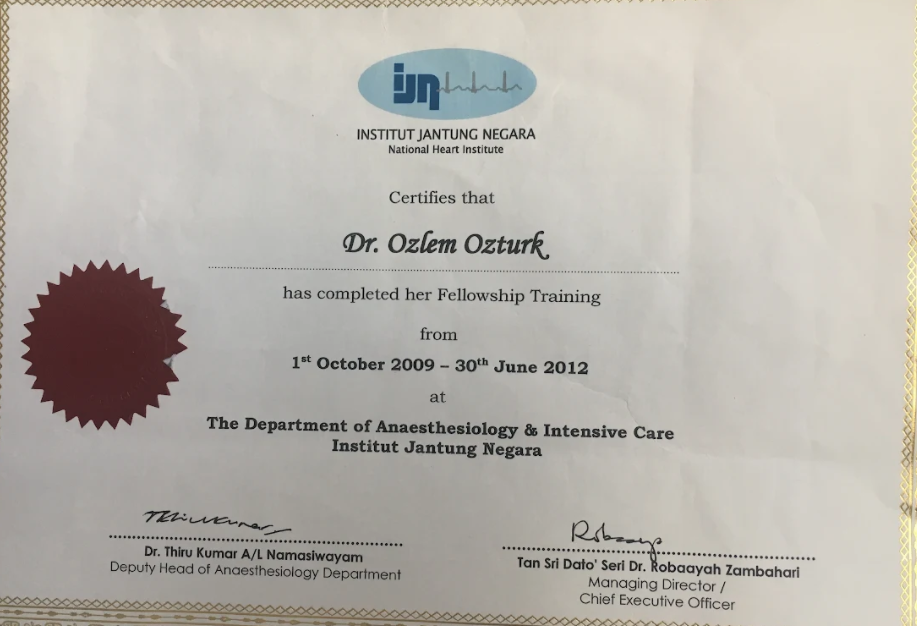 ijn
INSTITUT JANTUNG NEGARA
National Heart Institute
Certifies that
Dr. Ozlem Ozturk
has completed her Fellowship Training
from
1st October 2009 – 30th June 2012
at
The Department of Anaesthesiology & Intensive Care
Institut Jantung Negara
Thirukumar
Dr. Thiru Kumar A/L Namasiwayam
Deputy Head of Anaesthesiology Department
Tan Sri Dato' Seri Dr. Robaayah Zambahari
Managing Director /
Chief Executive Officer